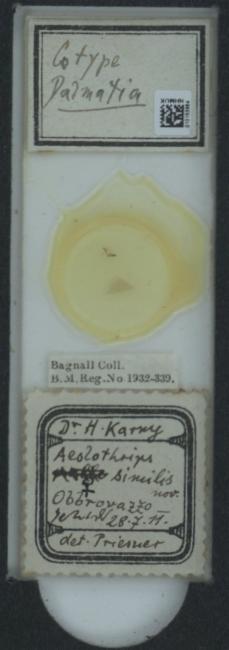 Cotype
Dalmatia
NHMUK
Bagnall Coll.
B.M. Reg. No 1932-339.
Dr. H. Karny
Aeolothrips
similis
nov.
♀
Obbrovazzo
28.7.11.
det. Priesner